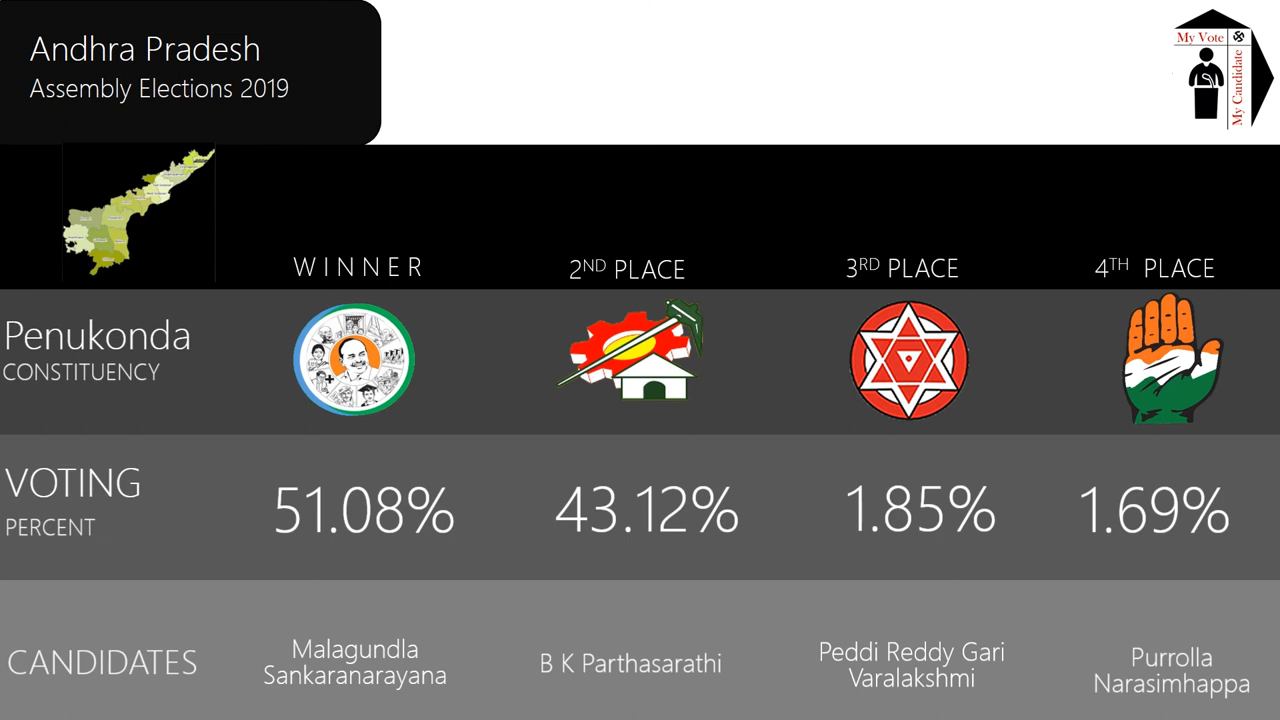 Andhra Pradesh
Assembly Elections 2019
My Vote
My Candidate
WINNER
2ND PLACE
3RD PLACE
4TH PLACE
Penukonda
CONSTITUENCY
VOTING
PERCENT
51.08%
43.12%
1.85%
1.69%
CANDIDATES
Malagundla
Sankaranarayana
B K Parthasarathi
Peddi Reddy Gari
Varalakshmi
Purrolla
Narasimhappa